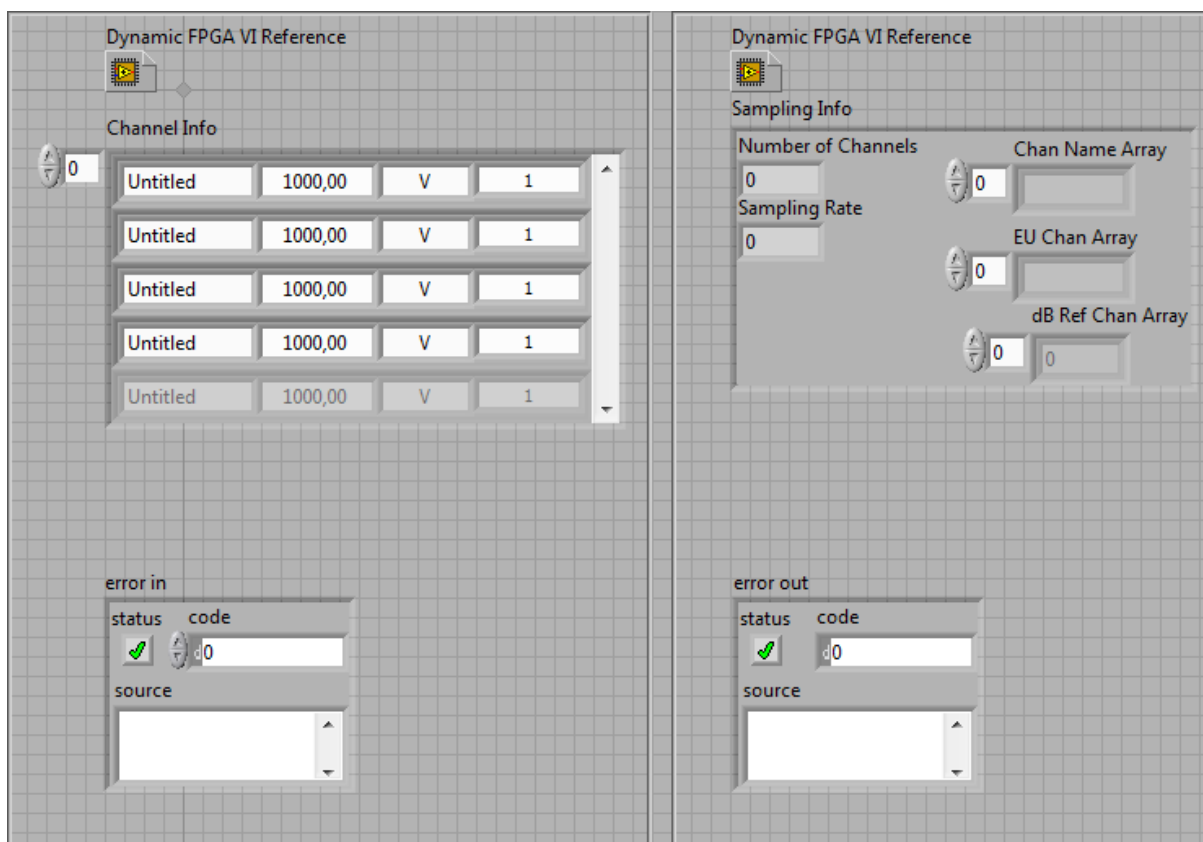 Dynamic FPGA VI Reference
Channel Info
0
Untitled 1000,00 V 1
Untitled 1000,00 V 1
Untitled 1000,00 V 1
Untitled 1000,00 V 1
Untitled 1000,00 V 1
error in
status code
d0
source
Dynamic FPGA VI Reference
Sampling Info
Number of Channels
0
Sampling Rate
0
Chan Name Array
0
EU Chan Array
0
dB Ref Chan Array
0 0
error out
status code
d0
source